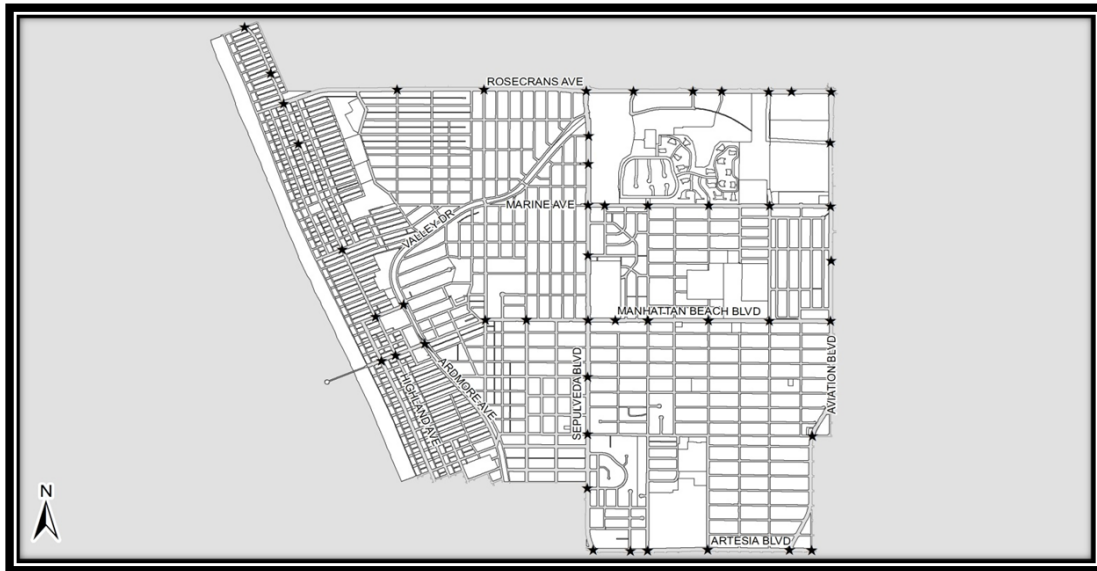 ROSECRANS AVE
MARINE AVE
VALLEY DR
MANHATTAN BEACH BLVD
SEPULVEDA BLVD
AVIATION BLVD
ARDMORE AVE
HIGHLAND AVE
N
ARTESIA BLVD